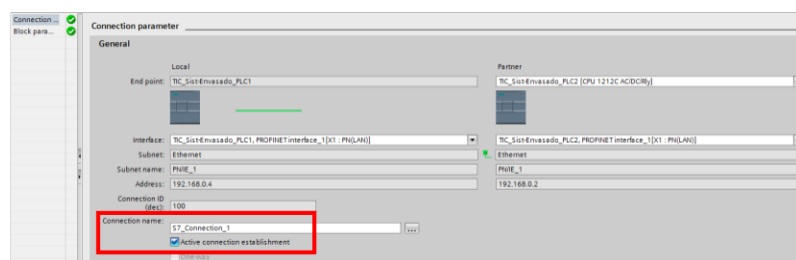 Connection ...
Block para...
Connection parameter
General
Local
Partner
End point: TIC_Sist-Envasado_PLC1
TIC_Sist-Envasado_PLC2 [CPU 1212C AC/DC/Rly]
Interface: TIC_Sist-Envasado_PLC1, PROFINET interface_1[X1 : PN(LAN)]
TIC_Sist-Envasado_PLC2, PROFINET interface_1[X1 : PN(LAN)]
Subnet: Ethernet
Ethernet
Subnet name: PN/IE_1
PN/IE_1
Address: 192.168.0.4
192.168.0.2
Connection ID
(dec): 100
Connection name:
S7_Connection_1
...
Active connection establishment
One-way